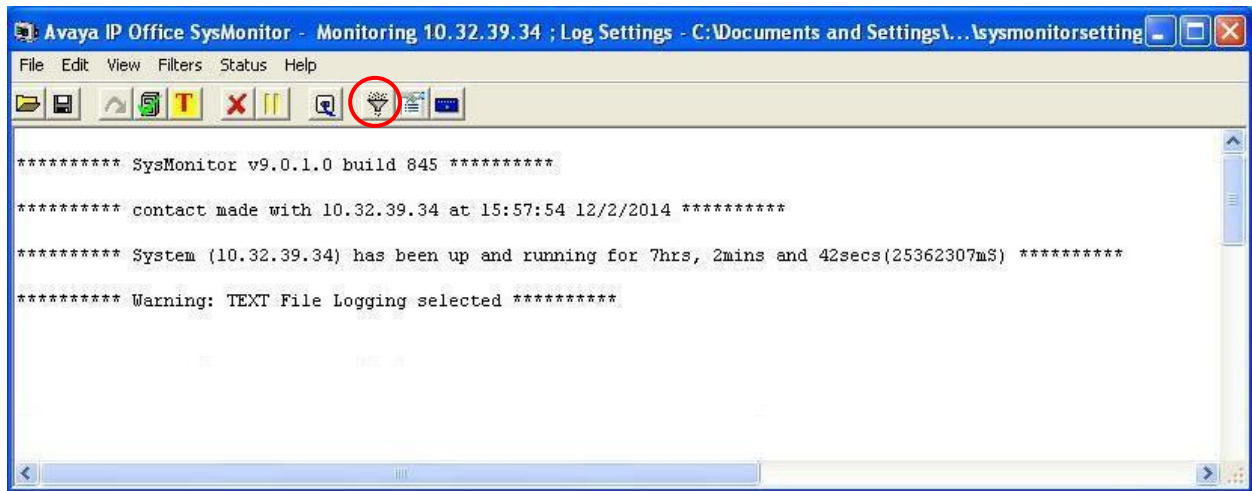 Avaya IP Office SysMonitor - Monitoring 10.32.39.34 ; Log Settings - C:\Documents and Settings\...\sysmonitorsetting
File Edit View Filters Status Help
T
********** SysMonitor v9.0.1.0 build 845 **********
********** contact made with 10.32.39.34 at 15:57:54 12/2/2014 **********
********** System (10.32.39.34) has been up and running for 7hrs, 2mins and 42secs(25362307mS) **********
********** Warning: TEXT File Logging selected **********